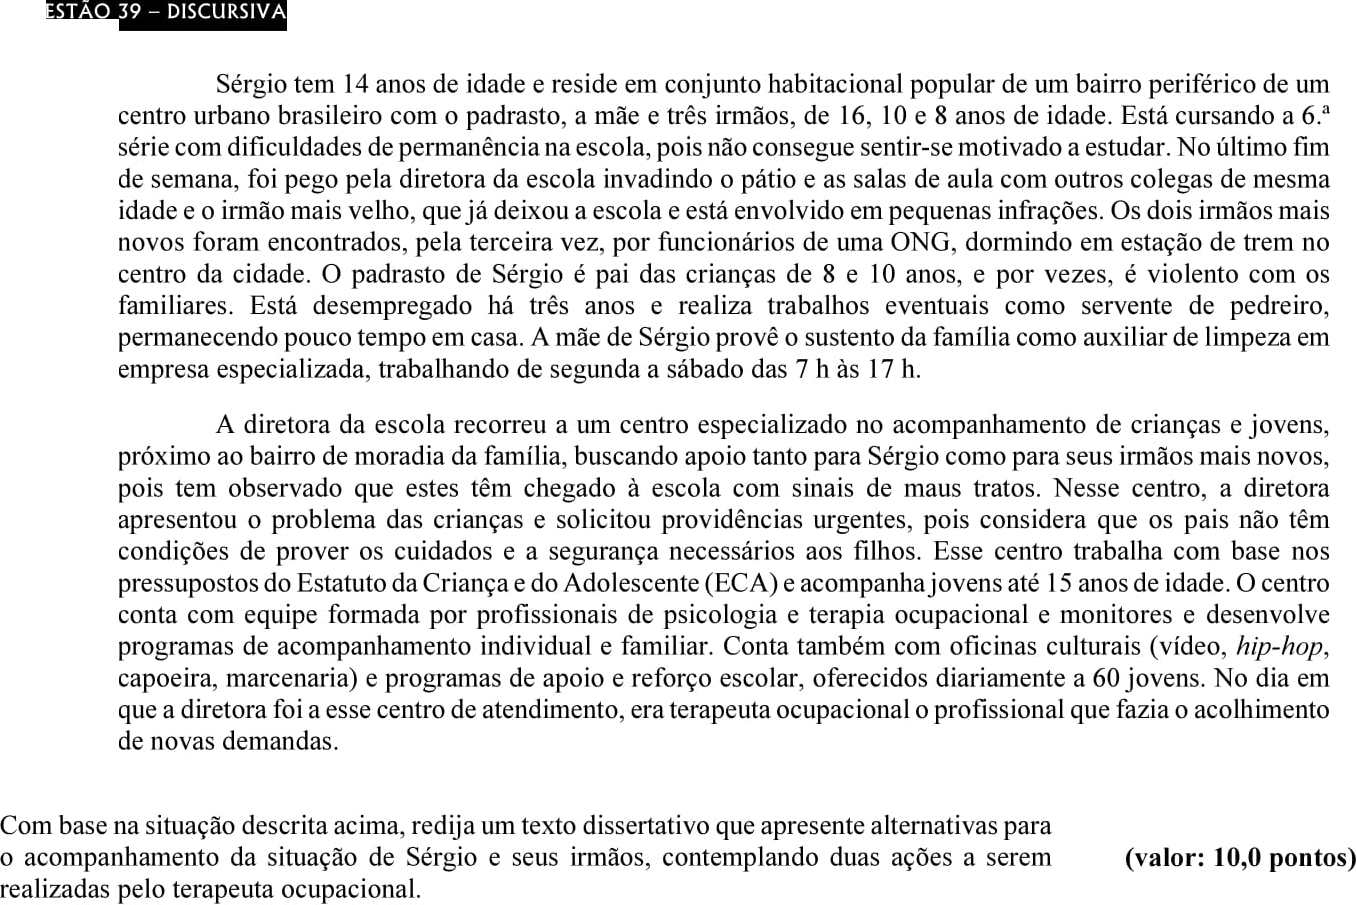 ESTÃO 39 – DISCURSIVA
Sérgio tem 14 anos de idade e reside em conjunto habitacional popular de um bairro periférico de um
centro urbano brasileiro com o padrasto, a mãe e três irmãos, de 16, 10 e 8 anos de idade. Está cursando a 6.ª
série com dificuldades de permanência na escola, pois não consegue sentir-se motivado a estudar. No último fim
de semana, foi pego pela diretora da escola invadindo o pátio e as salas de aula com outros colegas de mesma
idade e o irmão mais velho, que já deixou a escola e está envolvido em pequenas infrações. Os dois irmãos mais
novos foram encontrados, pela terceira vez, por funcionários de uma ONG, dormindo em estação de trem no
centro da cidade. O padrasto de Sérgio é pai das crianças de 8 e 10 anos, e por vezes, é violento com os
familiares. Está desempregado há três anos e realiza trabalhos eventuais como servente de pedreiro,
permanecendo pouco tempo em casa. A mãe de Sérgio provê o sustento da família como auxiliar de limpeza em
empresa especializada, trabalhando de segunda a sábado das 7 h às 17 h.
A diretora da escola recorreu a um centro especializado no acompanhamento de crianças e jovens,
próximo ao bairro de moradia da família, buscando apoio tanto para Sérgio como para seus irmãos mais novos,
pois tem observado que estes têm chegado à escola com sinais de maus tratos. Nesse centro, a diretora
apresentou o problema das crianças e solicitou providências urgentes, pois considera que os pais não têm
condições de prover os cuidados e a segurança necessários aos filhos. Esse centro trabalha com base nos
pressupostos do Estatuto da Criança e do Adolescente (ECA) e acompanha jovens até 15 anos de idade. O centro
conta com equipe formada por profissionais de psicologia e terapia ocupacional e monitores e desenvolve
programas de acompanhamento individual e familiar. Conta também com oficinas culturais (vídeo, hip-hop,
capoeira, marcenaria) e programas de apoio e reforço escolar, oferecidos diariamente a 60 jovens. No dia em
que a diretora foi a esse centro de atendimento, era terapeuta ocupacional o profissional que fazia o acolhimento
de novas demandas.
Com base na situação descrita acima, redija um texto dissertativo que apresente alternativas para
o acompanhamento da situação de Sérgio e seus irmãos, contemplando duas ações a serem (valor: 10,0 pontos)
realizadas pelo terapeuta ocupacional.